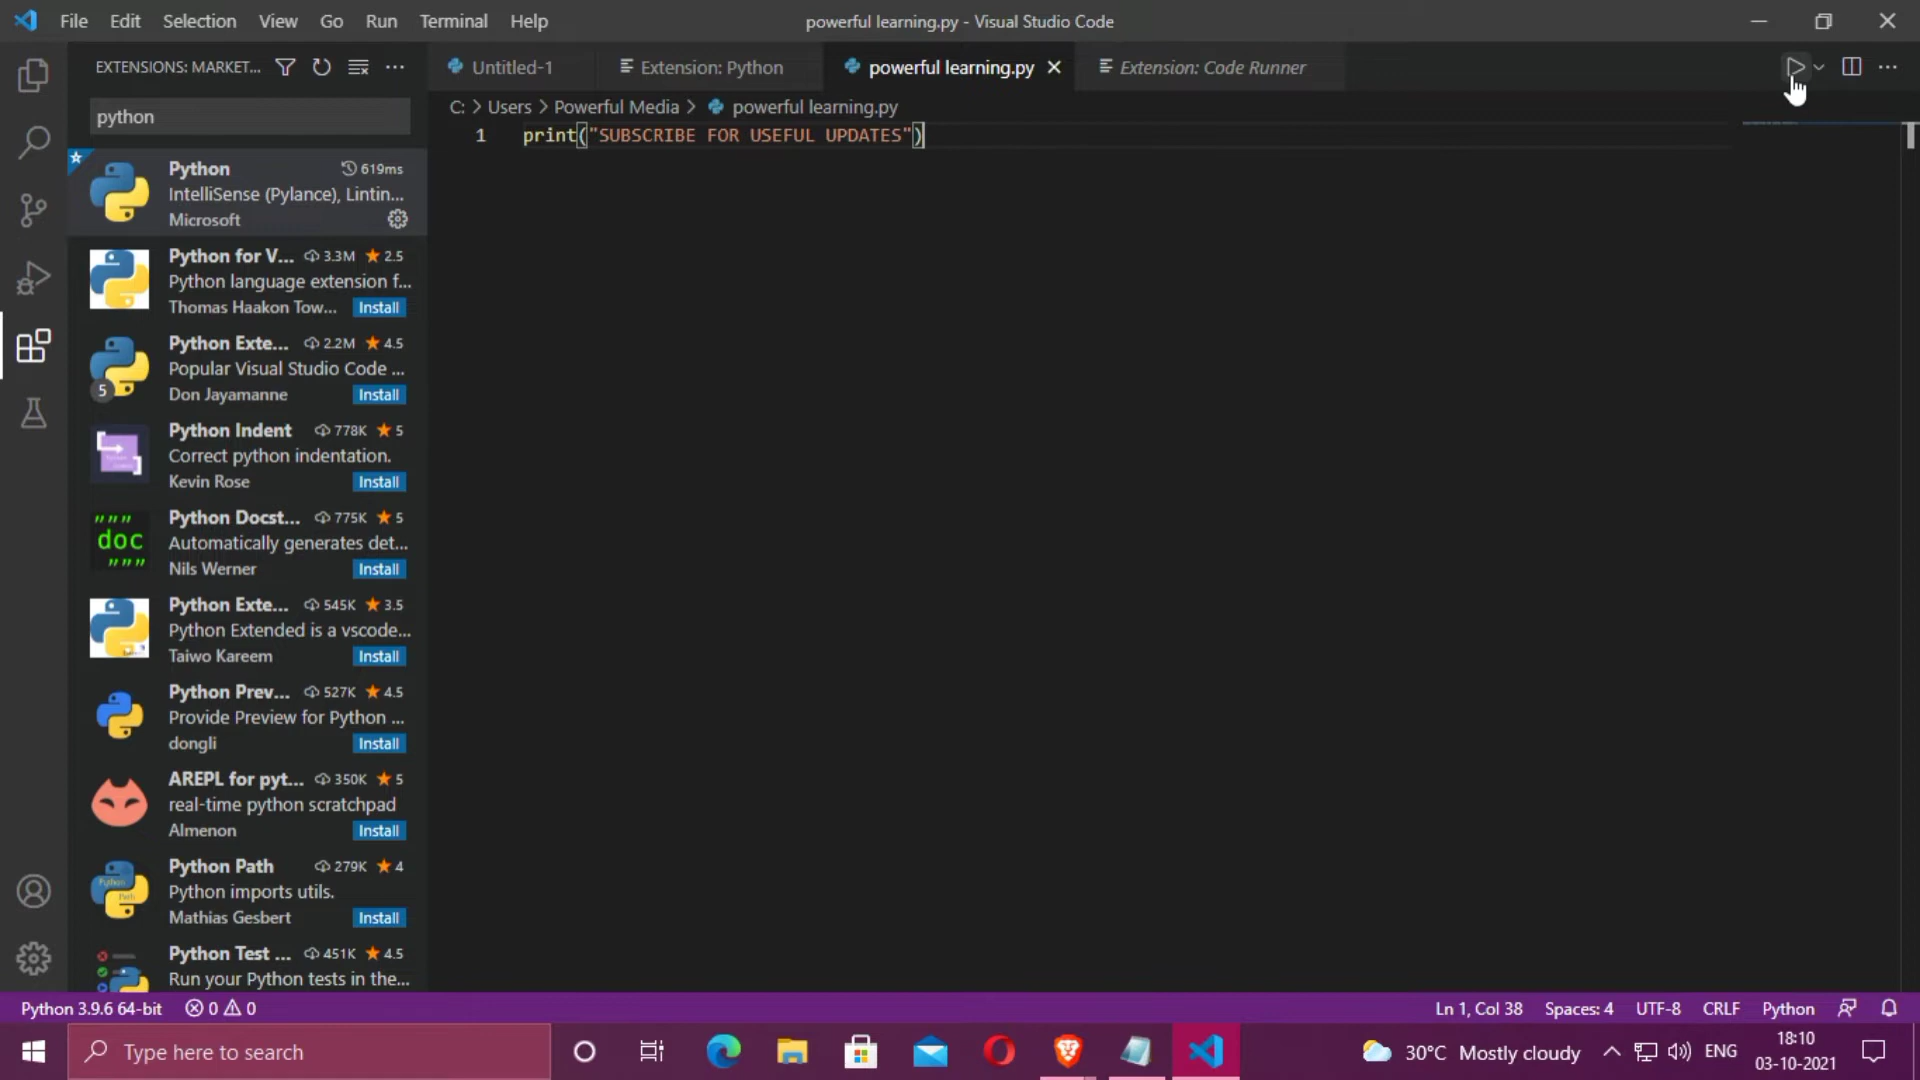 File Edit Selection View Go Run Terminal Help
powerful learning.py - Visual Studio Code
EXTENSIONS: MARKET...
Untitled-1
Extension: Python
powerful learning.py
Extension: Code Runner
python
C: > Users > Powerful Media > powerful learning.py
1 print("SUBSCRIBE FOR USEFUL UPDATES")
Python 619ms
IntelliSense (Pylance), Lintin...
Microsoft
Python for V... 3.3M ★ 2.5
Python language extension f...
Thomas Haakon Tow... Install
Python Exte... 2.2M ★ 4.5
Popular Visual Studio Code ...
5
Don Jayamanne Install
Python Indent 778K ★ 5
Correct python indentation.
Kevin Rose Install
Python Docst... 775K ★ 5
"""
doc
"""
Automatically generates det...
Nils Werner Install
Python Exte... 545K ★ 3.5
Python Extended is a vscode...
Taiwo Kareem Install
Python Prev... 527K ★ 4.5
Provide Preview for Python ...
dongli Install
AREPL for pyt... 350K ★ 5
real-time python scratchpad
Almenon Install
Python Path 279K ★ 4
Python imports utils.
Python
Path
Mathias Gesbert Install
Python Test ... 451K ★ 4.5
Run your Python tests in the...
Python 3.9.6 64-bit 0 0
Ln 1, Col 38 Spaces: 4 UTF-8 CRLF Python
Type here to search
30°C Mostly cloudy
ENG
18:10
03-10-2021